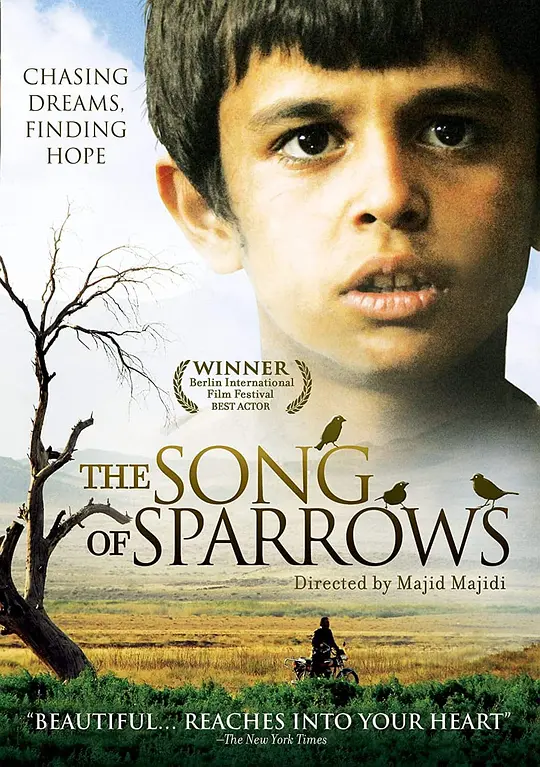 CHASING
DREAMS,
FINDING
HOPE
WINNER
Berlin International
Film Festival
BEST ACTOR
THE SONG
OF SPARROWS
Directed by Majid Majidi
“BEAUTIFUL... REACHES INTO YOUR HEART”
–The New York Times